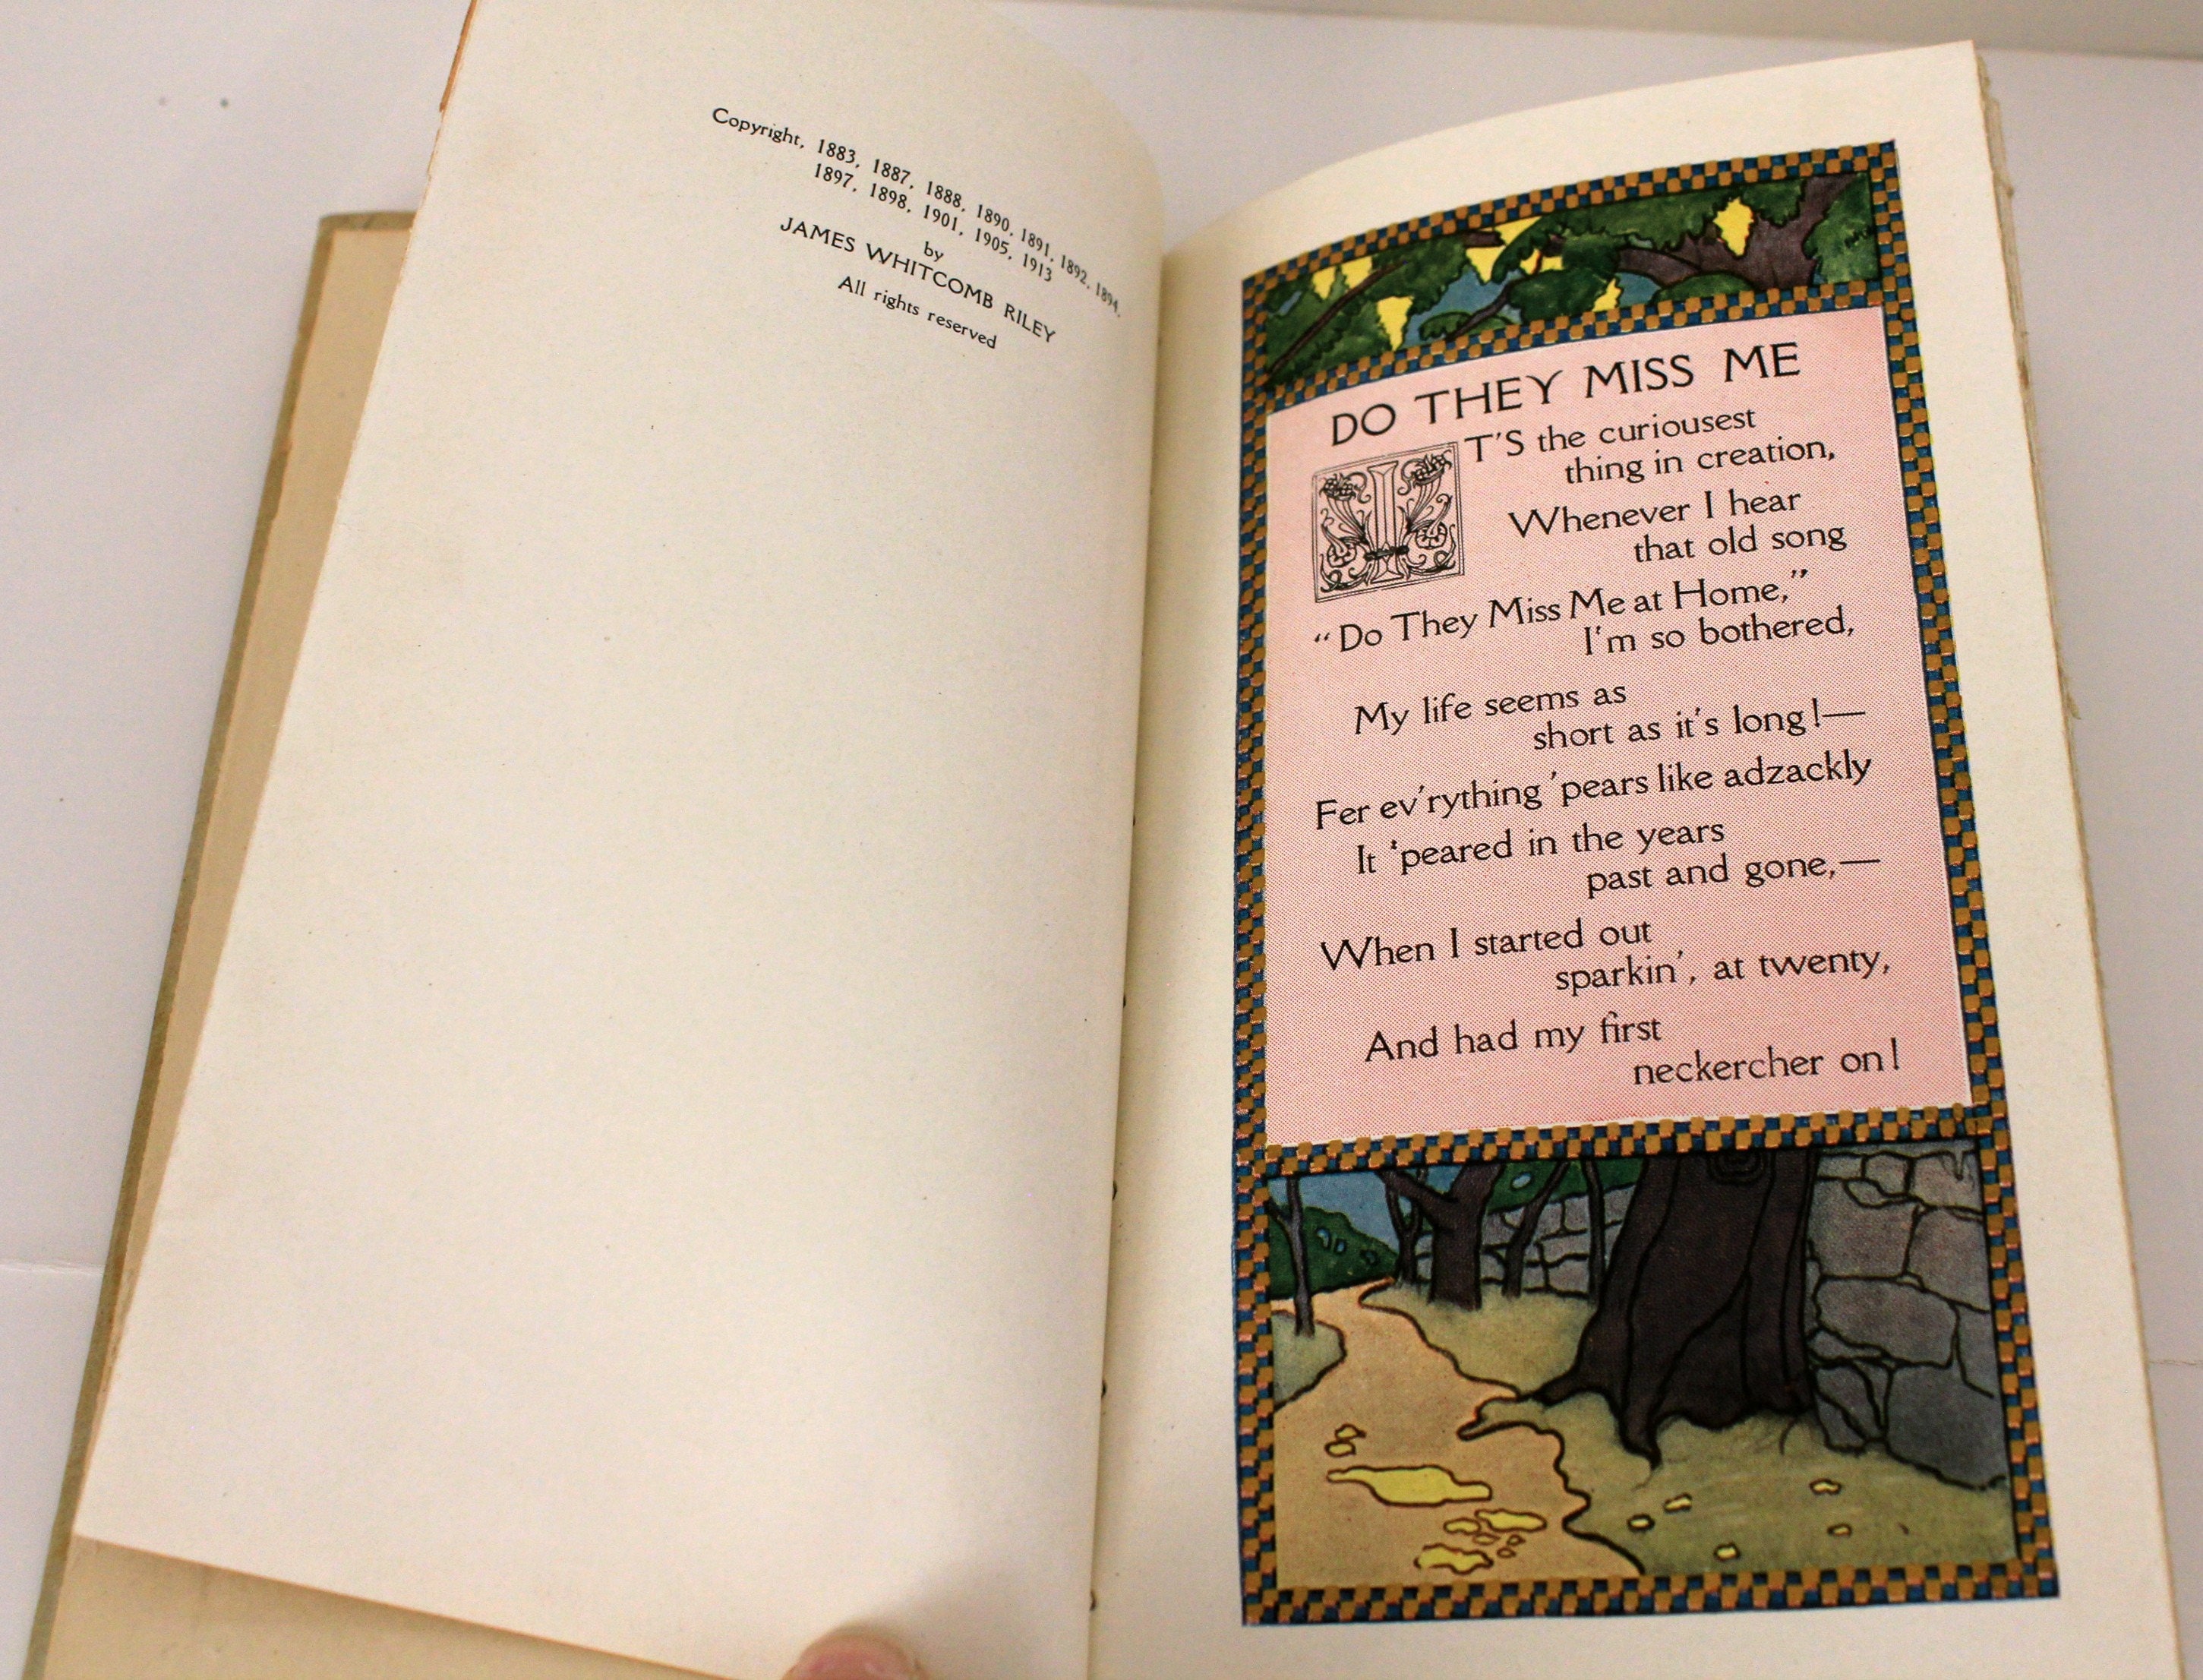 Copyright, 1883, 1887, 1888, 1890, 1891, 1892, 1894,
1897, 1898, 1901, 1905, 1913
by
JAMES WHITCOMB RILEY
All rights reserved
DO THEY MISS ME
IT'S the curiousest
thing in creation,
Whenever I hear
that old song
“Do They Miss Me at Home,”
I'm so bothered,
My life seems as
short as it's long!—
Fer ev'rything 'pears like adzackly
It 'peared in the years
past and gone,—
When I started out
sparkin', at twenty,
And had my first
neckercher on!